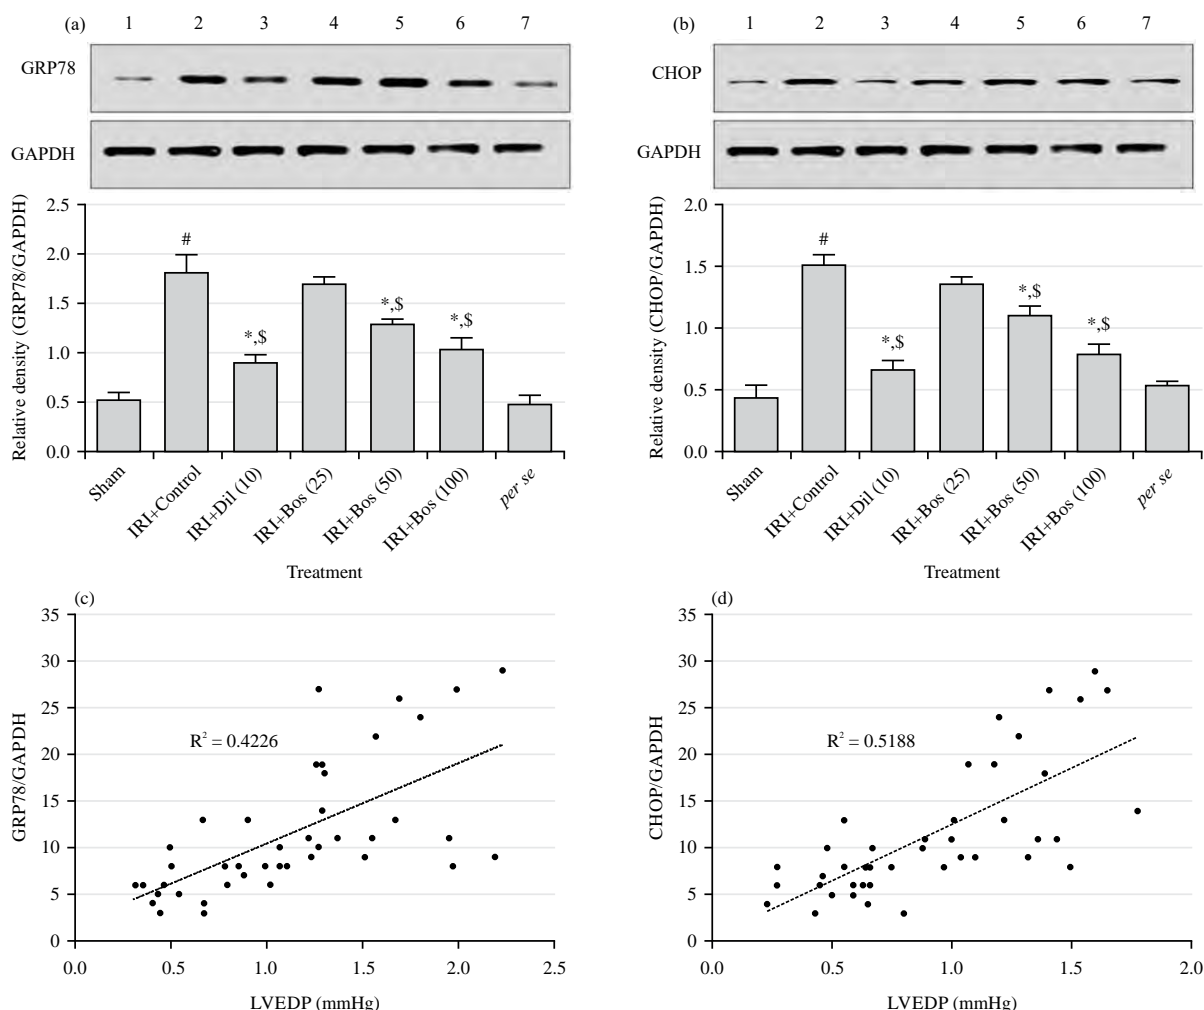 (a)
1 2 3 4 5 6 7
GRP78
GAPDH
Relative density (GRP78/GAPDH)
2.5
2.0
1.5
1.0
0.5
0.0
#
*,$
*,$
*,$
Sham
IRI+Control
IRI+Dil (10)
IRI+Bos (25)
IRI+Bos (50)
IRI+Bos (100)
per se
Treatment
(b)
1 2 3 4 5 6 7
CHOP
GAPDH
Relative density (CHOP/GAPDH)
2.0
1.5
1.0
0.5
0.0
#
*,$
*,$
*,$
Sham
IRI+Control
IRI+Dil (10)
IRI+Bos (25)
IRI+Bos (50)
IRI+Bos (100)
per se
Treatment
(c)
GRP78/GAPDH
35
30
25
20
15
10
5
0
R² = 0.4226
0.0 0.5 1.0 1.5 2.0 2.5
LVEDP (mmHg)
(d)
CHOP/GAPDH
35
30
25
20
15
10
5
0
R² = 0.5188
0.0 0.5 1.0 1.5 2.0
LVEDP (mmHg)